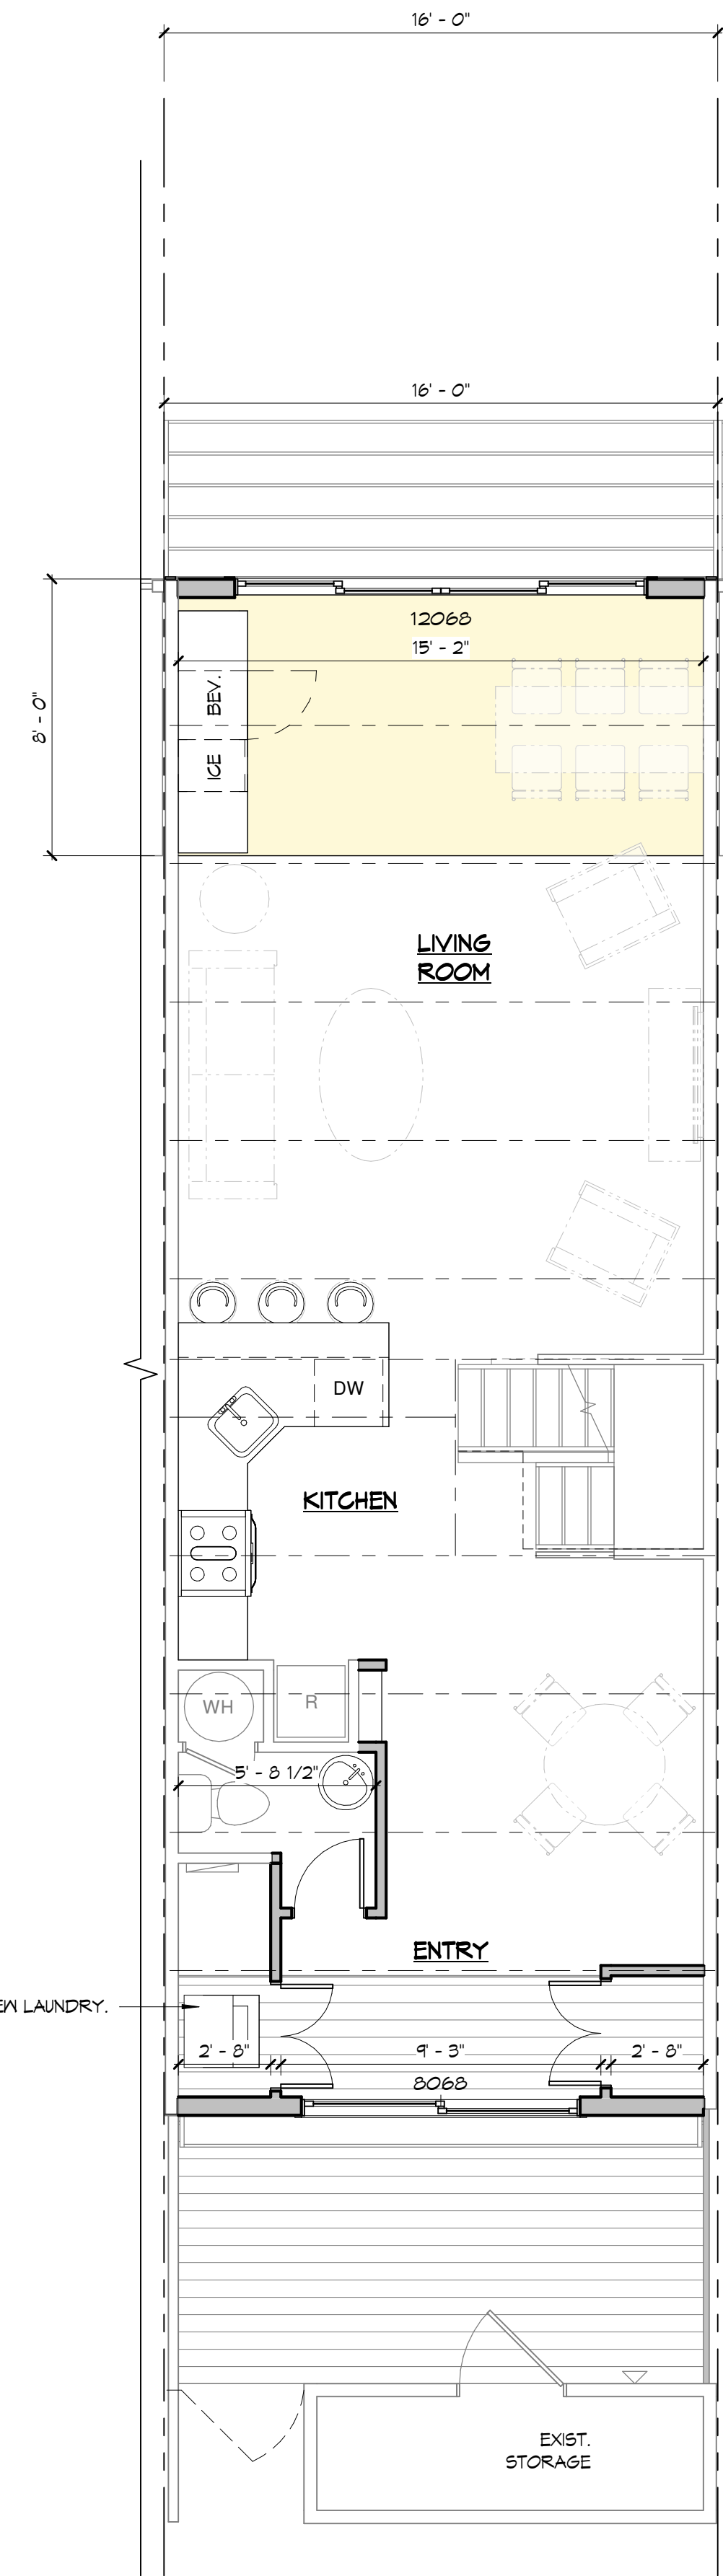 16' - 0"
16' - 0"
12068
15' - 2"
8' - 0"
BEV.
ICE
LIVING
ROOM
DW
KITCHEN
WH
R
5' - 8 1/2"
ENTRY
EW LAUNDRY.
2' - 8"
9' - 3"
2' - 8"
8068
EXIST.
STORAGE